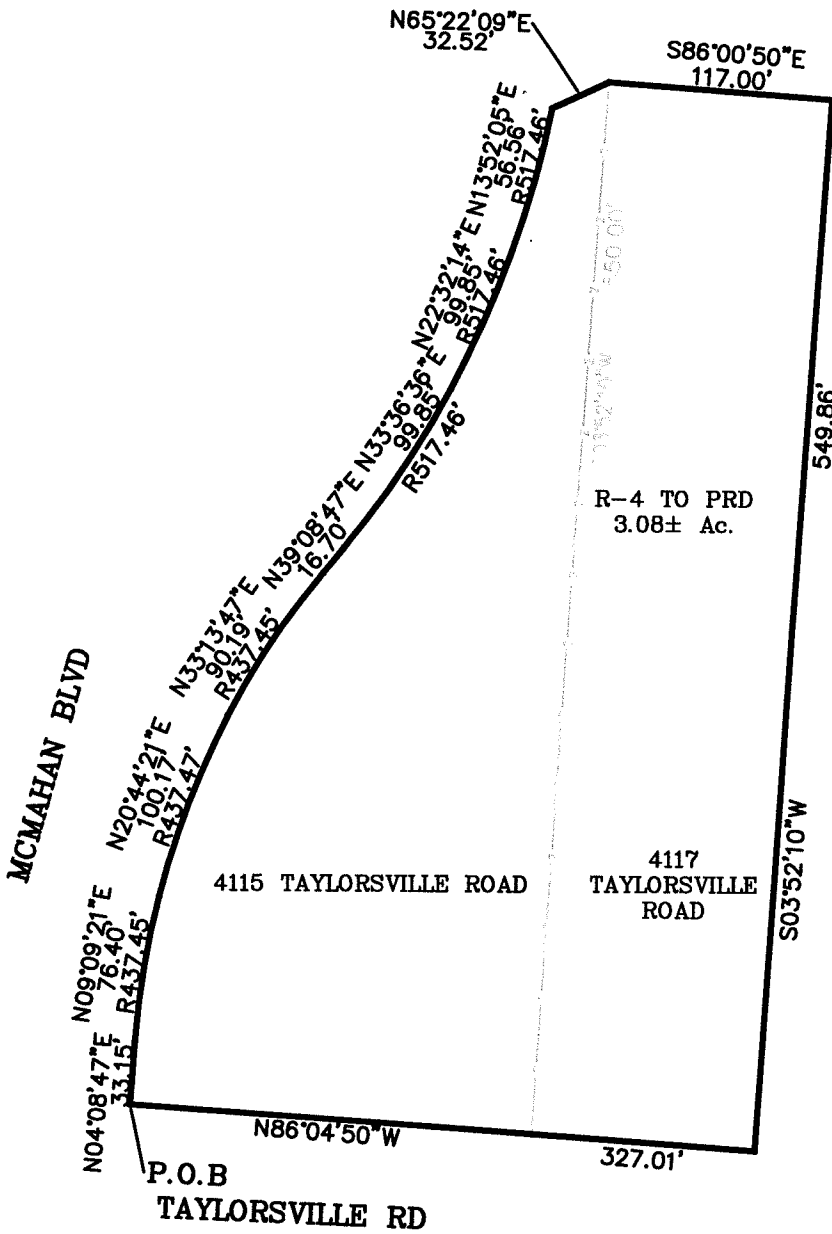 N65°22'09"E
32.52'
S86°00'50"E
117.00'
N13°52'05"E
56.56'
R517.46'
N22°32'14"E
99.85'
R517.46'
N33°36'36"E
99.85'
R517.46'
549.86'
R-4 TO PRD
3.08± Ac.
N39°08'47"E
16.70'
N33°13'47"E
90.19'
R437.45'
MCMAHAN BLVD
N20°44'21"E
100.17'
R437.47'
4115 TAYLORSVILLE ROAD
4117
TAYLORSVILLE
ROAD
S03°52'10"W
N09°09'21"E
76.40'
R437.45'
N04°08'47"E
33.15'
N86°04'50"W
327.01'
P.O.B
TAYLORSVILLE RD